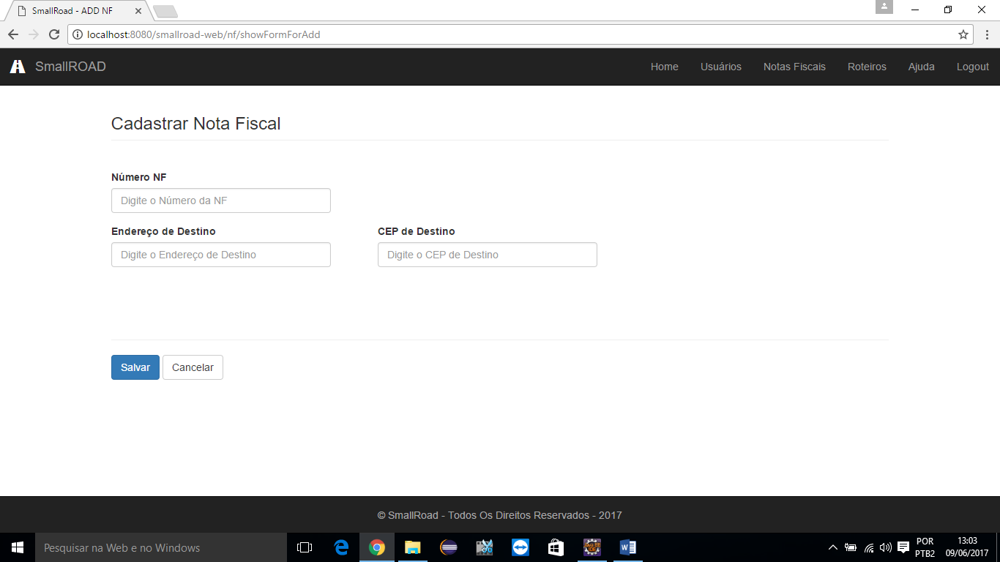 SmallRoad - ADD NF
localhost:8080/smallroad-web/nf/showFormForAdd
SmallROAD
Home Usuários Notas Fiscais Roteiros Ajuda Logout
Cadastrar Nota Fiscal
Número NF
Digite o Número da NF
Endereço de Destino CEP de Destino
Digite o Endereço de Destino Digite o CEP de Destino
Salvar Cancelar
© SmallRoad - Todos Os Direitos Reservados - 2017
Pesquisar na Web e no Windows
Java EE
IDE
POR
PTB2
13:03
09/06/2017